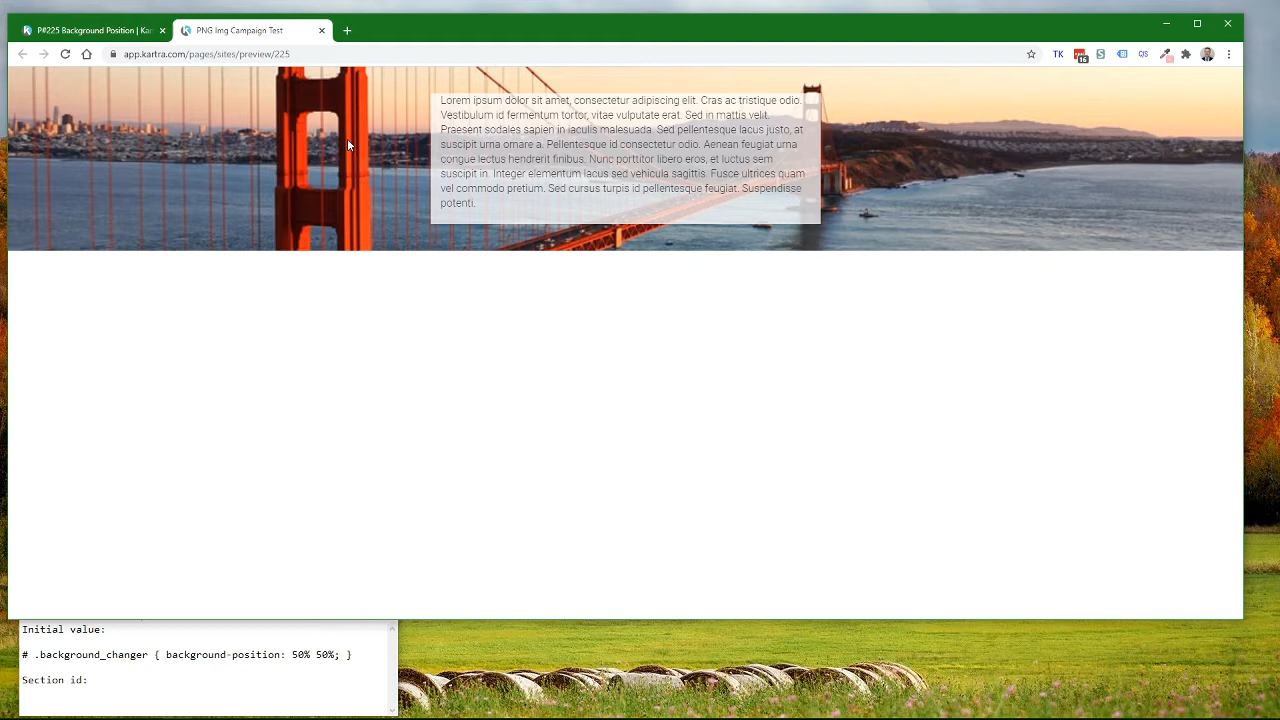 P#225 Background Position | Kar
PNG Img Campaign Test
app.kartra.com/pages/sites/preview/225
TK
16
S
QS
Lorem ipsum dolor sit amet, consectetur adipiscing elit. Cras ac tristique odio.
Vestibulum id fermentum tortor, vitae vulputate erat. Sed in mattis velit.
Praesent sodales sapien in iaculis malesuada. Sed pellentesque lacus justo, at
suscipit urna ornare a. Pellentesque id consectetur odio. Aenean feugiat urna
congue lectus hendrerit finibus. Nunc porttitor libero eros, et luctus sem
suscipit in. Integer elementum lacus sed vehicula sagittis. Fusce ultrices quam
vel commodo pretium. Sed cursus turpis id pellentesque feugiat. Suspendisse
potenti.
Initial value:
# .background_changer { background-position: 50% 50%; }
Section id: